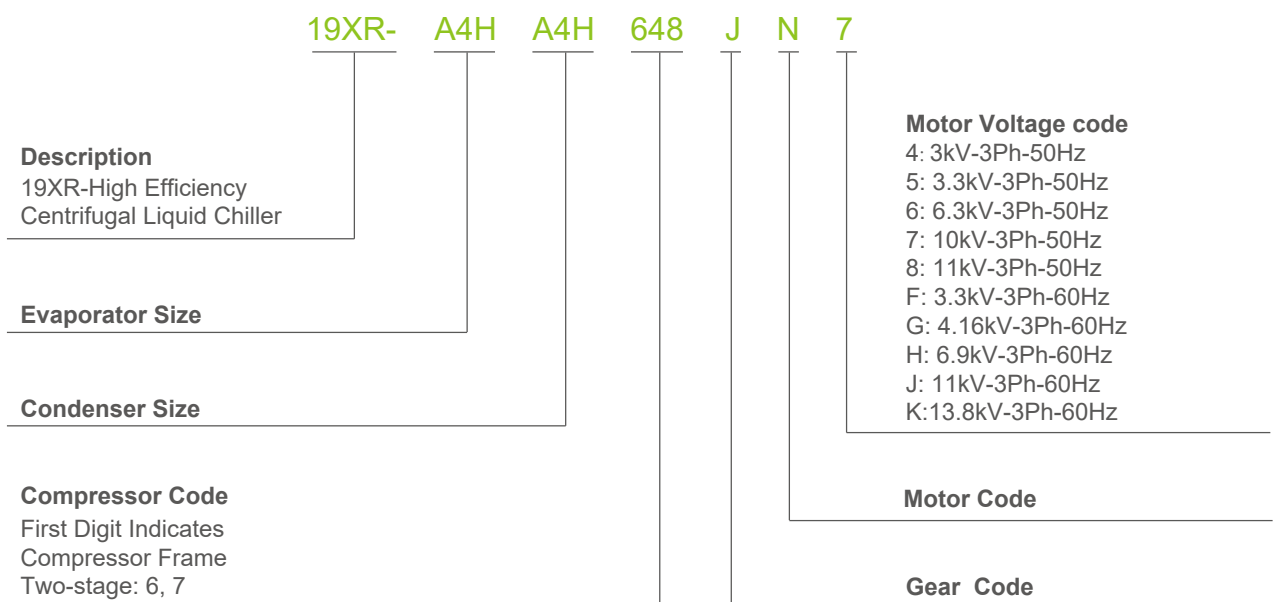 19XR- A4H A4H 648 J N 7
Description
19XR-High Efficiency
Centrifugal Liquid Chiller
Evaporator Size
Condenser Size
Compressor Code
First Digit Indicates
Compressor Frame
Two-stage: 6, 7
Motor Voltage code
4: 3kV-3Ph-50Hz
5: 3.3kV-3Ph-50Hz
6: 6.3kV-3Ph-50Hz
7: 10kV-3Ph-50Hz
8: 11kV-3Ph-50Hz
F: 3.3kV-3Ph-60Hz
G: 4.16kV-3Ph-60Hz
H: 6.9kV-3Ph-60Hz
J: 11kV-3Ph-60Hz
K:13.8kV-3Ph-60Hz
Motor Code
Gear Code